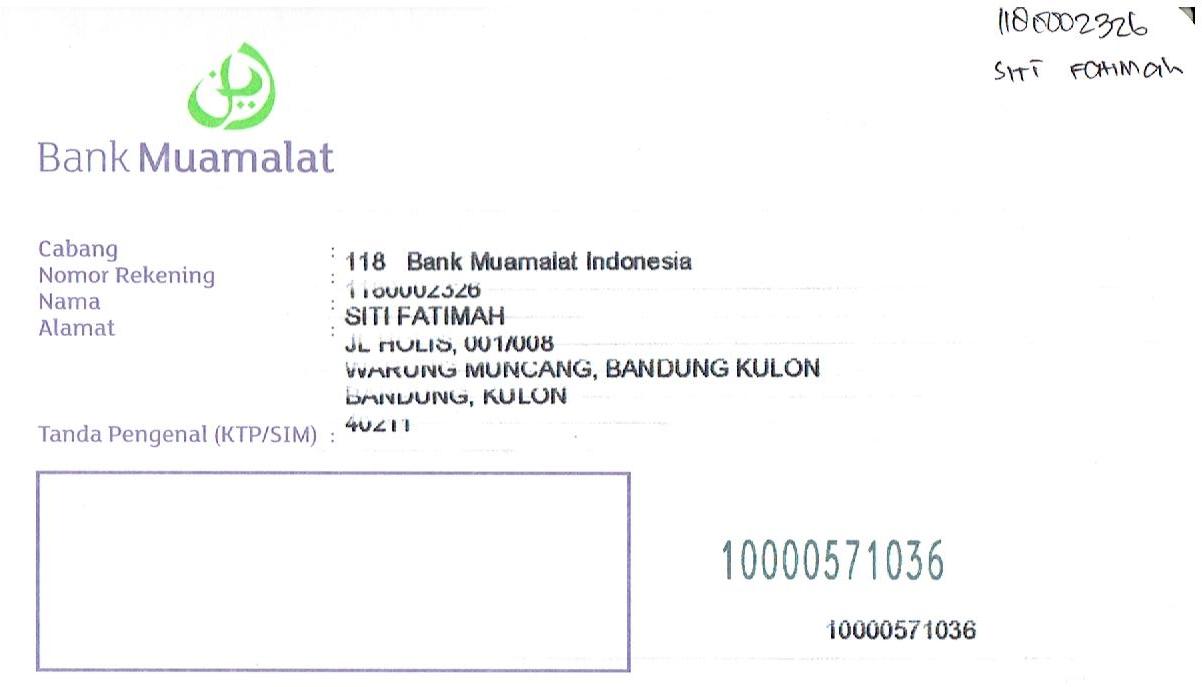 1180002326
SITI FATIMAH
Bank Muamalat
Cabang : 118 Bank Muamalat Indonesia
Nomor Rekening : 1180002326
Nama : SITI FATIMAH
Alamat : JL HOLIS, 001/008
WARUNG MUNCANG, BANDUNG KULON
BANDUNG, KULON
40211
Tanda Pengenal (KTP/SIM) :
10000571036
10000571036